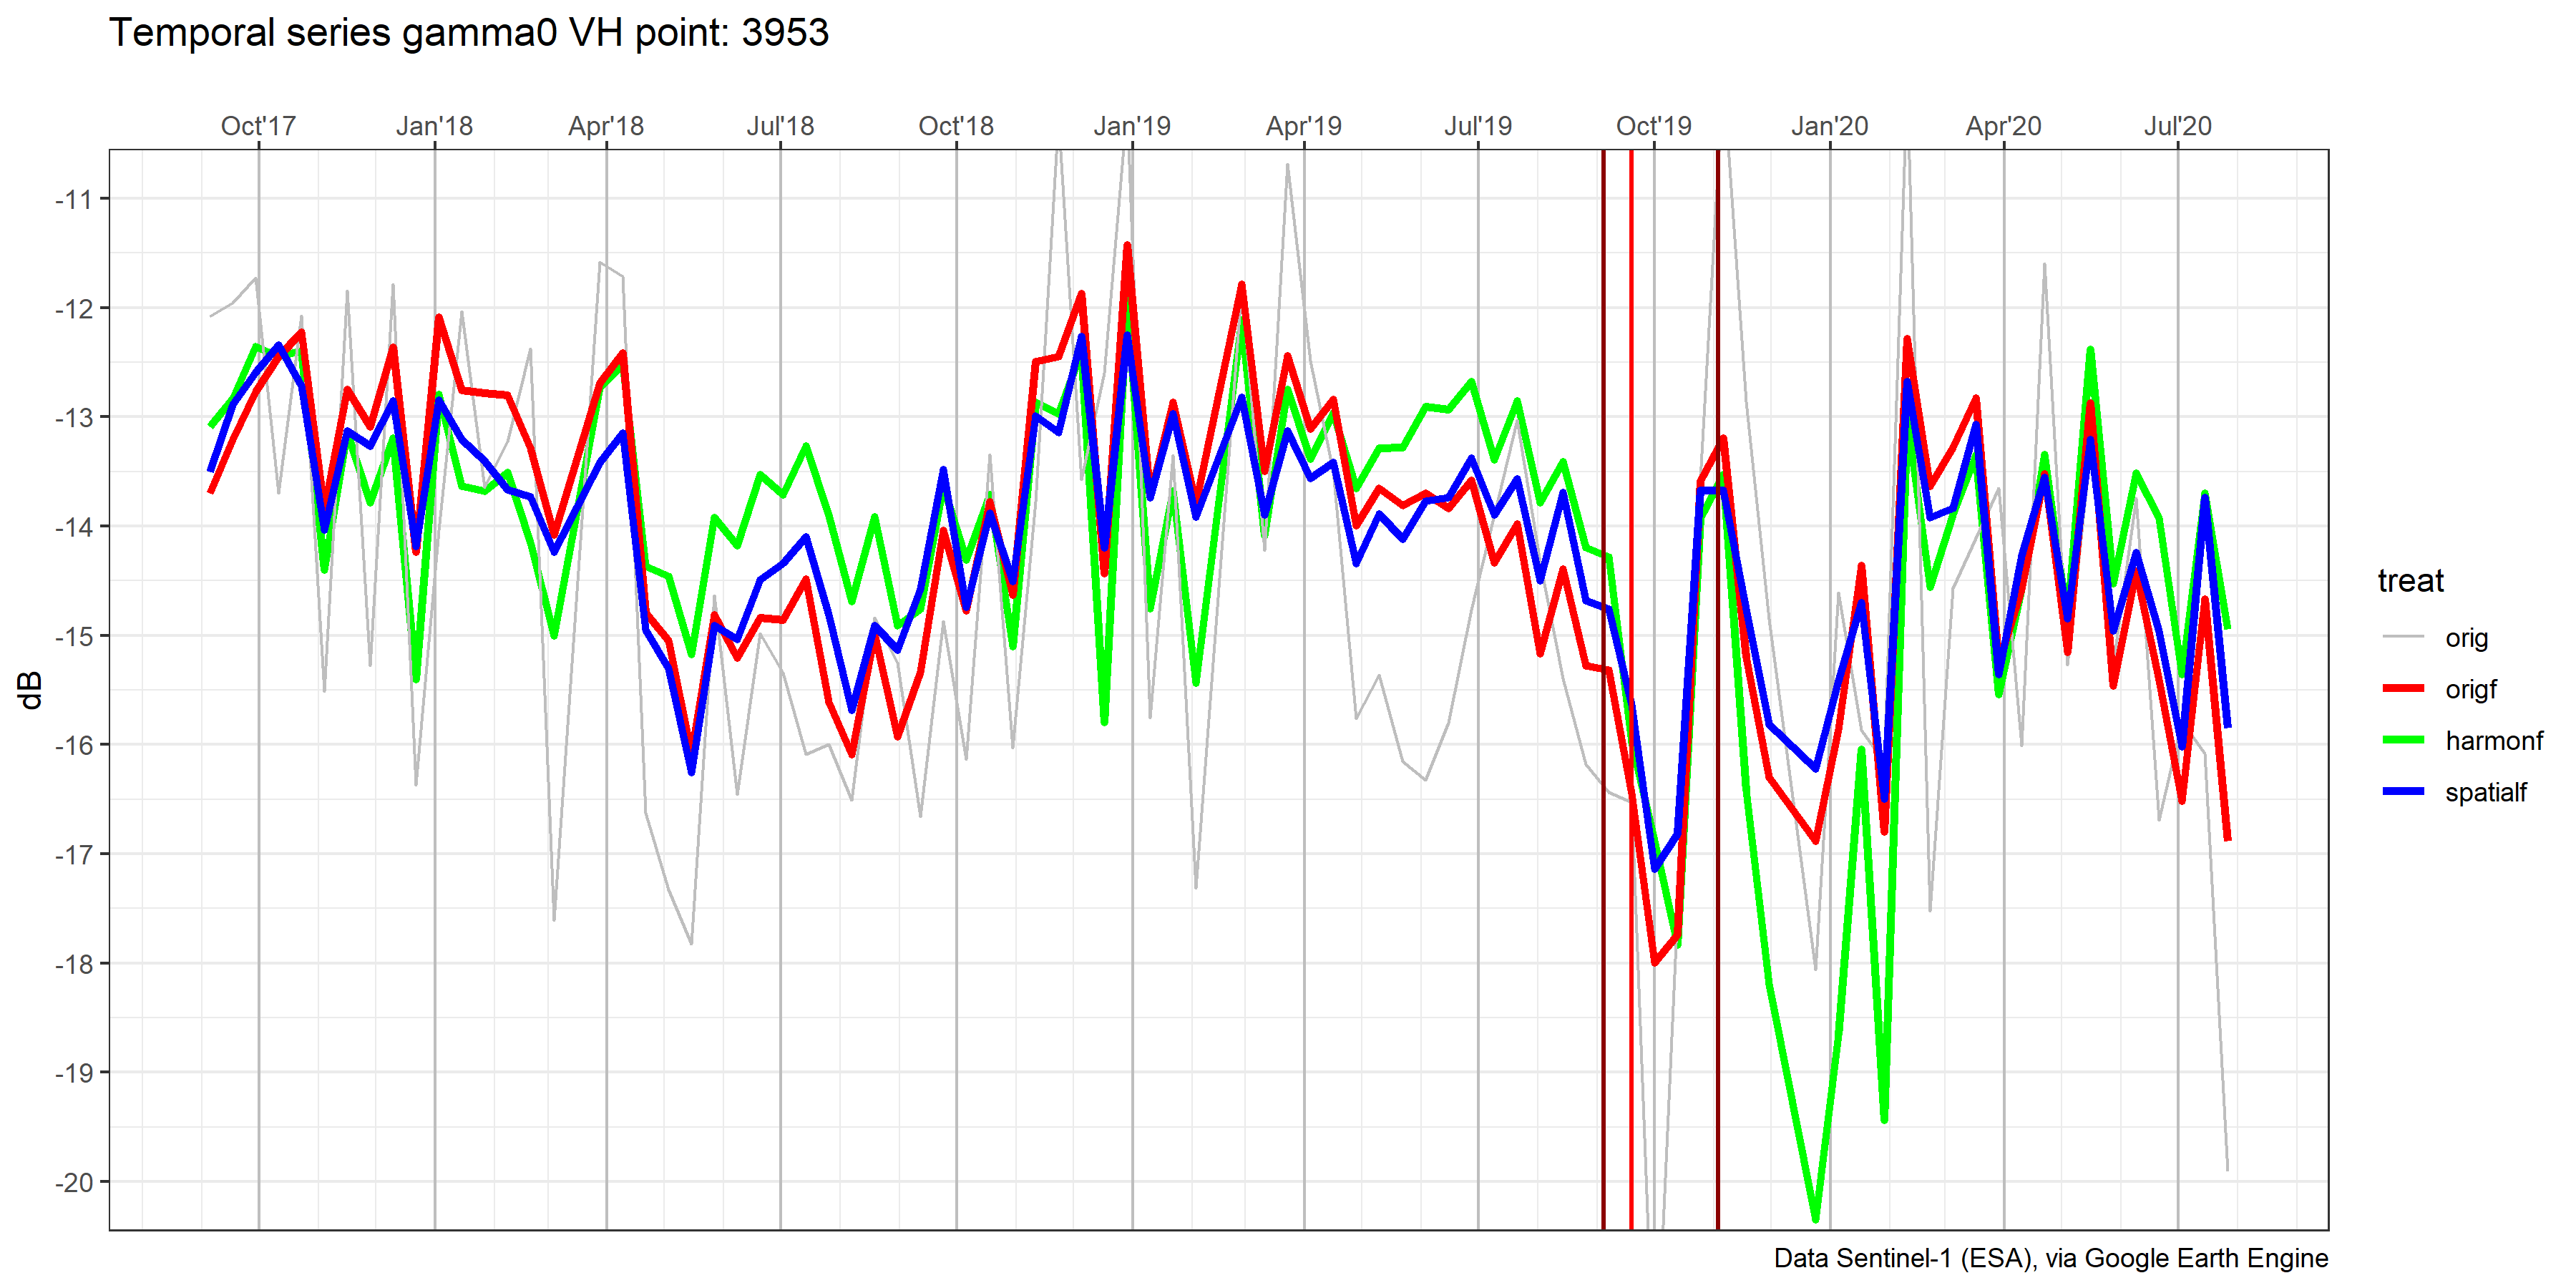 Temporal series gamma0 VH point: 3953
Oct'17 Jan'18 Apr'18 Jul'18 Oct'18 Jan'19 Apr'19 Jul'19 Oct'19 Jan'20 Apr'20 Jul'20
-11
-12
-13
-14
-15
-16
-17
-18
-19
-20
dB
treat
orig
origf
harmonf
spatialf
Data Sentinel-1 (ESA), via Google Earth Engine